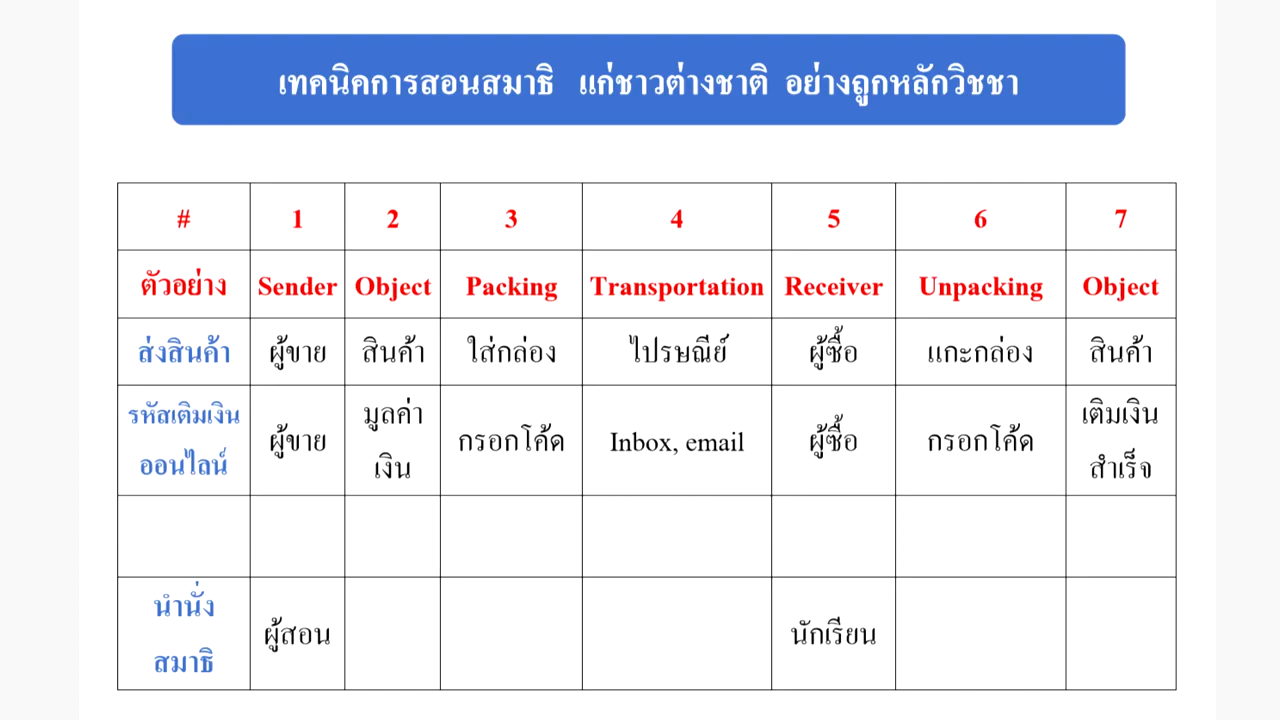 เทคนิคการสอนสมาธิ แก่ชาวต่างชาติ อย่างถูกหลักวิชชา
# 1 2 3 4 5 6 7
ตัวอย่าง Sender Object Packing Transportation Receiver Unpacking Object
ส่งสินค้า ผู้ขาย สินค้า ใส่กล่อง ไปรษณีย์ ผู้ซื้อ แกะกล่อง สินค้า
รหัสเติมเงิน
ออนไลน์
ผู้ขาย
มูลค่า
เงิน
กรอกโค้ด
Inbox, email
ผู้ซื้อ
กรอกโค้ด
เติมเงิน
สำเร็จ
นำนั่ง
สมาธิ
ผู้สอน
นักเรียน